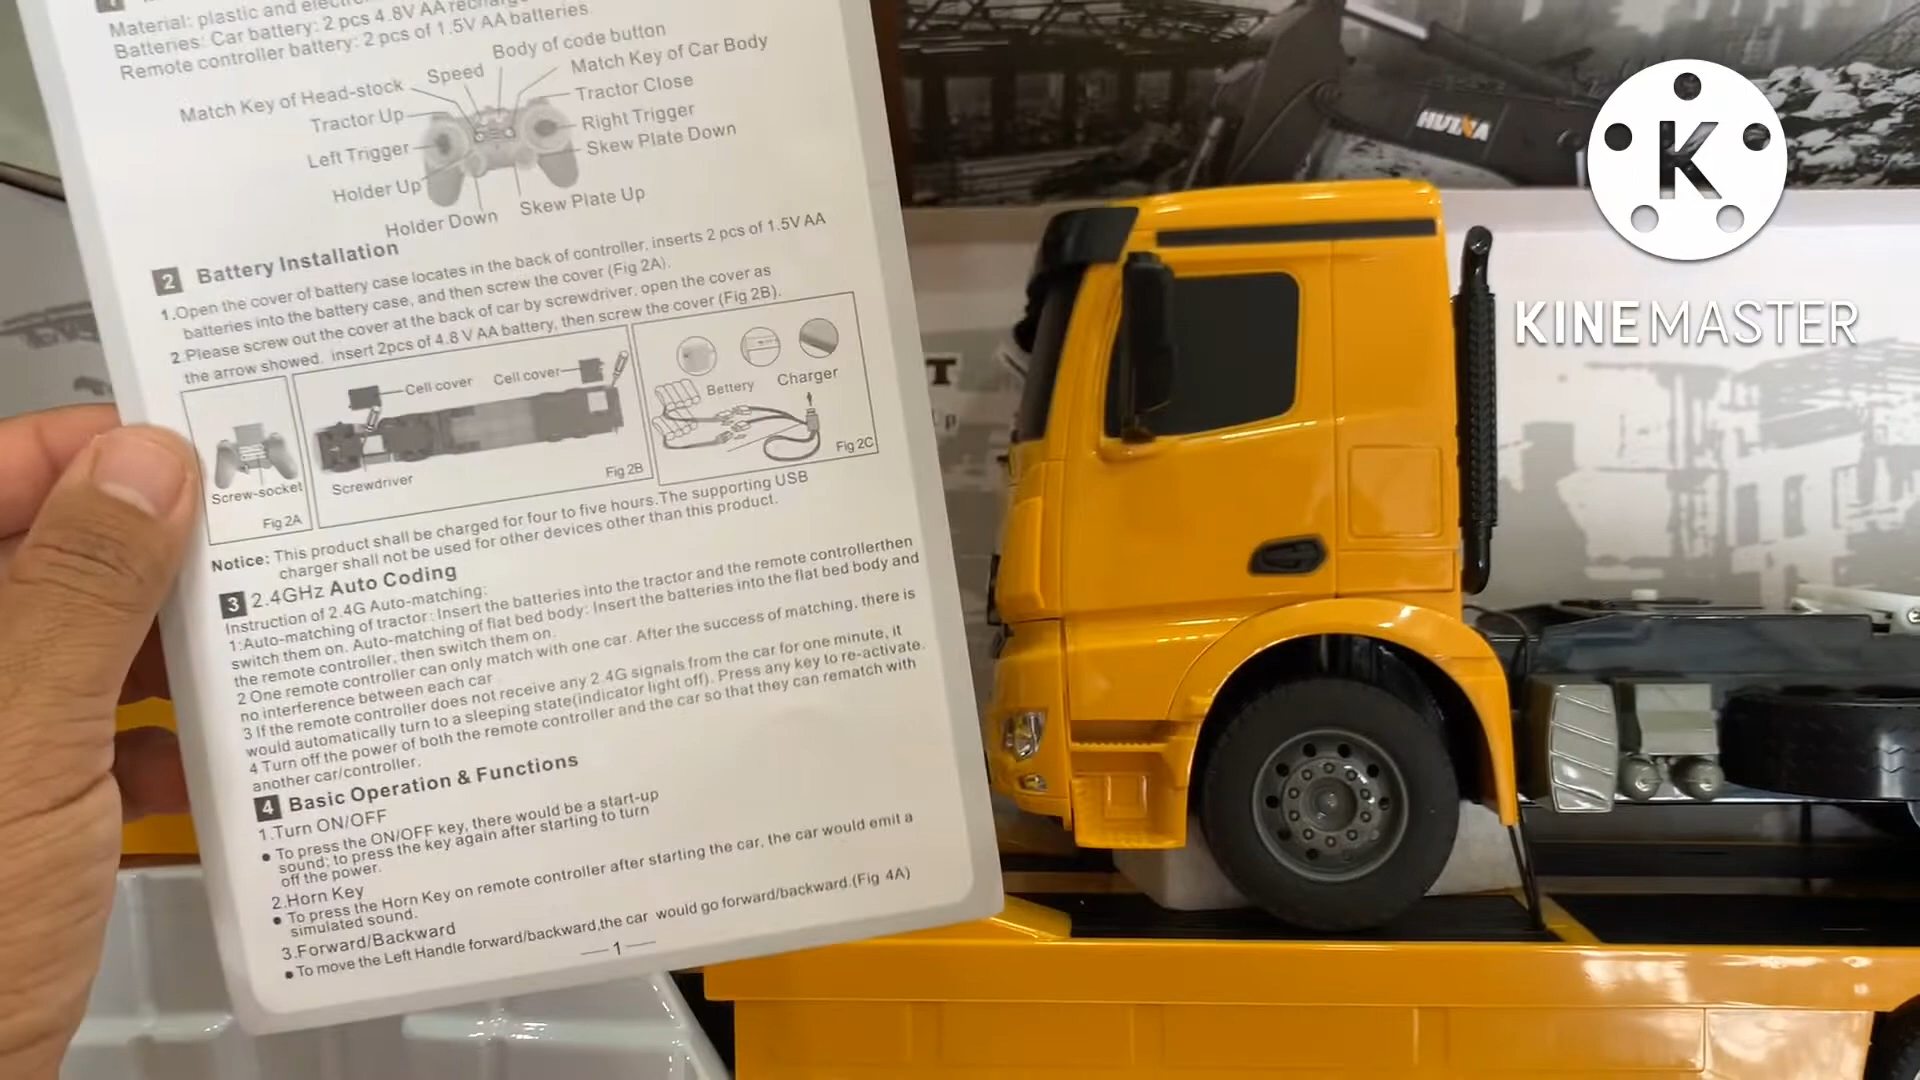 Material: plastic and
Batteries: Car battery: 2 pcs 4.8V AA
Remote controller battery: 2 pcs of 1.5V AA batteries
Body of code button
Speed
Match Key of Car Body
Match Key of Head-stock
Tractor Close
Tractor Up
Right Trigger
Left Trigger
Skew Plate Down
Holder Up
Holder Down
Skew Plate Up
2 Battery Installation
1.Open the cover of battery case locates in the back of controller, inserts 2 pcs of 1.5V AA
batteries into the battery case, and then screw the cover (Fig 2A).
2.Please screw out the cover at the back of car by screwdriver, open the cover as
the arrow showed, insert 2pcs of 4.8 V AA battery, then screw the cover (Fig 2B).
Screw-socket
Fig 2A
Cell cover
Cell cover
Screwdriver
Fig 2B
Bettery
Charger
Fig 2C
Notice: This product shall be charged for four to five hours.The supporting USB
charger shall not be used for other devices other than this product.
3 2.4GHz Auto Coding
Instruction of 2.4G Auto-matching:
1:Auto-matching of tractor: Insert the batteries into the tractor and the remote controllerthen
switch them on. Auto-matching of flat bed body: Insert the batteries into the flat bed body and
the remote controller, then switch them on.
2 One remote controller can only match with one car. After the success of matching, there is
no interference between each car
3 If the remote controller does not receive any 2.4G signals from the car for one minute, it
would automatically turn to a sleeping state(indicator light off). Press any key to re-activate.
4 Turn off the power of both the remote controller and the car so that they can rematch with
another car/controller.
4 Basic Operation & Functions
1.Turn ON/OFF
● To press the ON/OFF key, there would be a start-up
sound; to press the key again after starting to turn
off the power.
2.Horn Key
● To press the Horn Key on remote controller after starting the car, the car would emit a
simulated sound.
3.Forward/Backward
● To move the Left Handle forward/backward,the car would go forward/backward.(Fig 4A)
— 1 —
HUINA
K
KINEMASTER